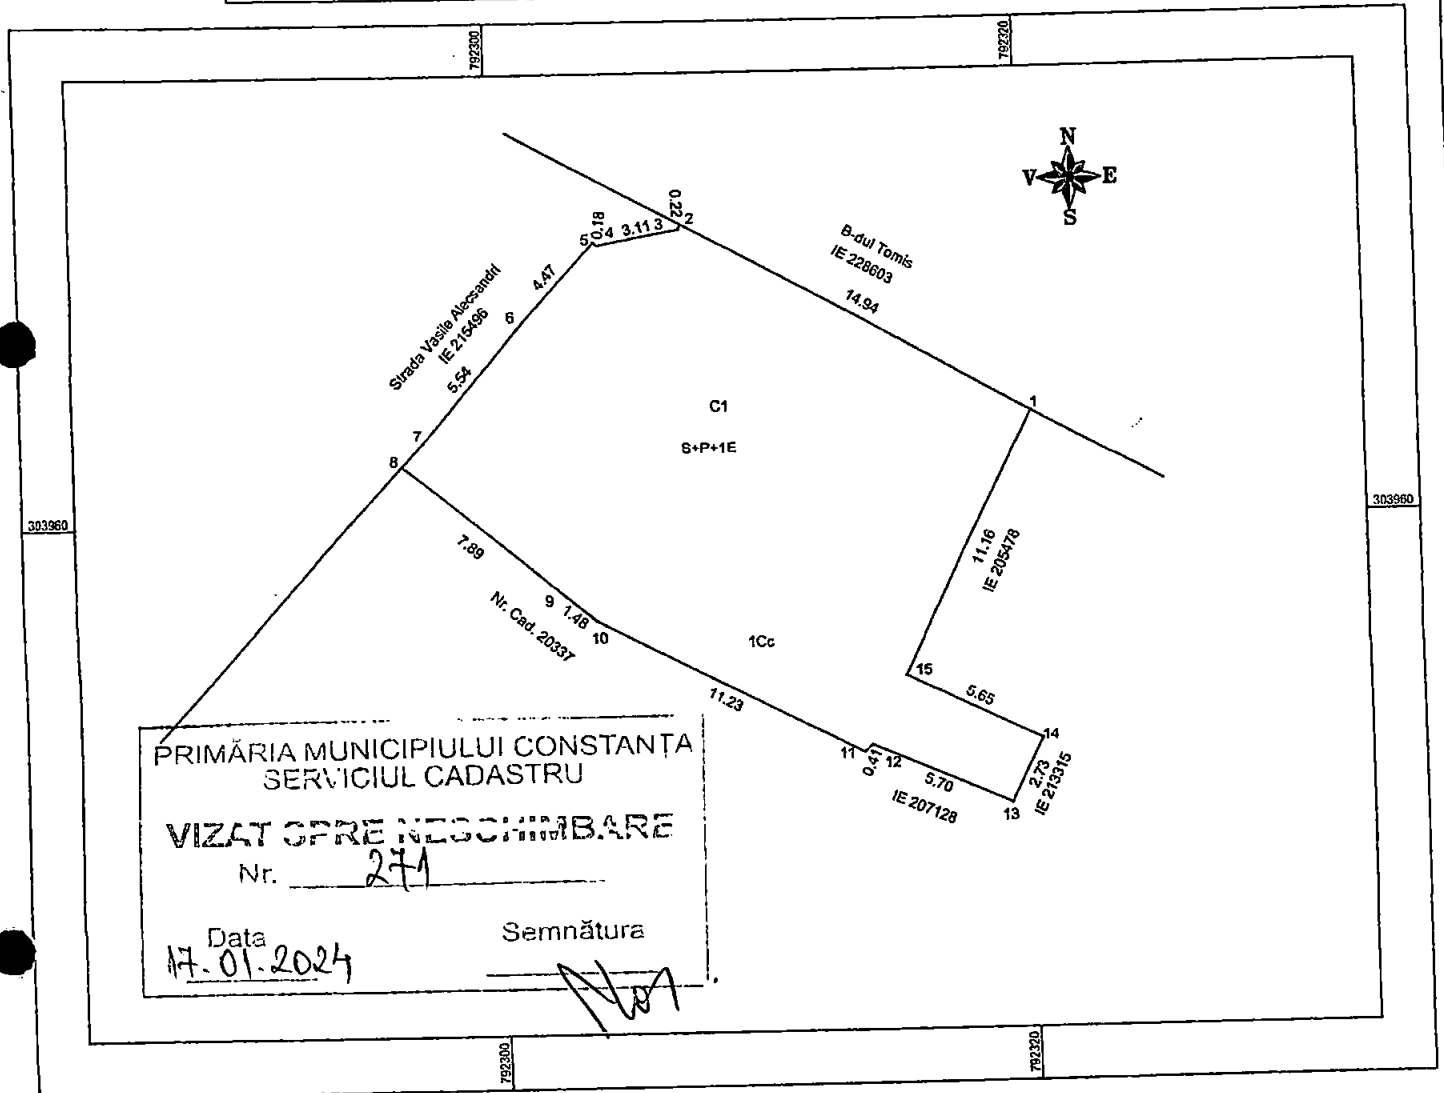 792300
792320
N
V E
S
B-dul Tomis
IE 228603
14.94
0.22
2
5 0.18 4 3.11 3
4.47
6
Strada Vasile Alecsandri
IE 215496
5.54
7
8
C1
S+P+1E
1
303960
303960
11.16
IE 205478
7.89
9 1.48
10
Nr. Cad. 20337
1Cc
11.23
15
5.65
14
11
0.41
12
5.70
IE 207128
13
2.73
IE 213315
PRIMĂRIA MUNICIPIULUI CONSTANȚA
SERVICIUL CADASTRU
VIZAT SPRE NESCHIMBARE
Nr. 271
Data
17.01.2024
Semnătura
792300
792320